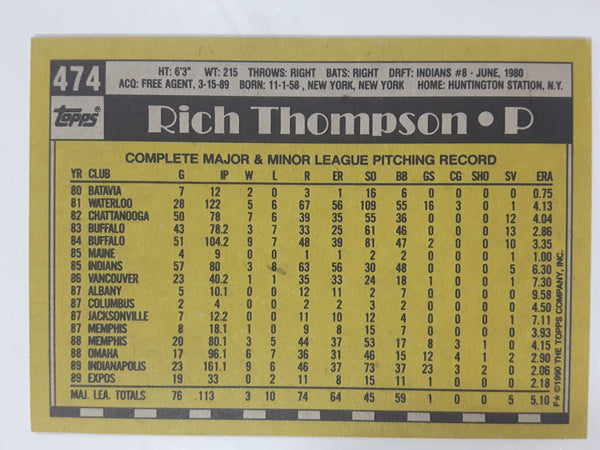 474
HT: 6'3" WT: 215 THROWS: RIGHT BATS: RIGHT DRFT: INDIANS #8 - JUNE, 1980
ACQ: FREE AGENT, 3-15-89 BORN: 11-1-58, NEW YORK, NEW YORK HOME: HUNTINGTON STATION, N.Y.
Topps®
Rich Thompson • P
COMPLETE MAJOR & MINOR LEAGUE PITCHING RECORD
YR CLUB G IP W L R ER SO BB GS CG SHO SV ERA
80 BATAVIA 7 12 2 0 3 1 16 6 0 0 0 0 0.75
81 WATERLOO 28 122 5 6 67 56 109 55 16 3 0 1 4.13
82 CHATTANOOGA 50 78 7 6 39 35 55 36 0 0 0 12 4.04
83 BUFFALO 43 78.2 3 7 33 25 61 46 0 0 0 13 2.86
84 BUFFALO 51 104.2 9 7 48 39 81 47 2 0 0 10 3.35
85 MAINE 4 9 0 0 1 1 1 4 0 0 0 1 1.00
85 INDIANS 57 80 3 8 63 56 30 48 0 0 0 5 6.30
86 VANCOUVER 23 40.2 1 1 35 33 24 18 1 0 0 1 7.30
87 ALBANY 5 10.1 0 0 12 11 2 7 0 0 0 0 9.58
87 COLUMBUS 2 4 0 0 2 2 0 2 0 0 0 0 4.50
87 JACKSONVILLE 7 12.2 0 0 11 10 4 5 0 0 0 1 7.11
87 MEMPHIS 8 18.1 1 0 9 8 15 7 0 0 0 0 3.93
88 MEMPHIS 20 80.1 3 5 44 37 53 17 8 3 1 0 4.15
88 OMAHA 17 96.1 6 7 36 31 46 15 12 4 1 2 2.90
89 INDIANAPOLIS 23 161.1 9 6 46 37 73 37 23 3 2 0 2.06
89 EXPOS 19 33 0 2 11 8 15 11 1 0 0 0 2.18
MAJ. LEA. TOTALS 76 113 3 10 74 64 45 59 1 0 0 5 5.10
F★ ©1990 THE TOPPS COMPANY, INC.